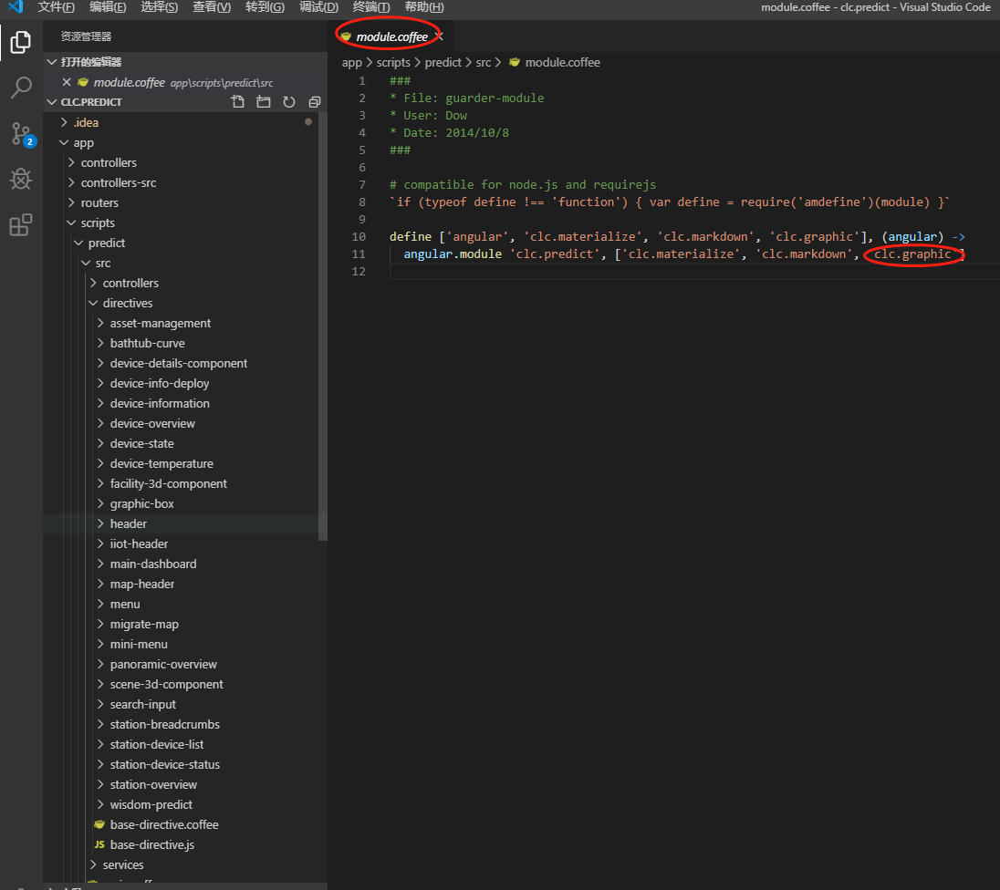 文件(F) 编辑(E) 选择(S) 查看(V) 转到(G) 调试(D) 终端(T) 帮助(H) module.coffee - clc.predict - Visual Studio Code
资源管理器
打开的编辑器
module.coffee app\scripts\predict\src
CLC.PREDICT
.idea
app
controllers
controllers-src
routers
scripts
predict
src
controllers
directives
asset-management
bathtub-curve
device-details-component
device-info-deploy
device-information
device-overview
device-state
device-temperature
facility-3d-component
graphic-box
header
iiot-header
main-dashboard
map-header
menu
migrate-map
mini-menu
panoramic-overview
scene-3d-component
search-input
station-breadcrumbs
station-device-list
station-device-status
station-overview
wisdom-predict
base-directive.coffee
JS base-directive.js
services
2
module.coffee
app > scripts > predict > src > module.coffee
1 ###
2 * File: guarder-module
3 * User: Dow
4 * Date: 2014/10/8
5 ###
6
7 # compatible for node.js and requirejs
8 `if (typeof define !== 'function') { var define = require('amdefine')(module) }`
9
10 define ['angular', 'clc.materialize', 'clc.markdown', 'clc.graphic'], (angular) ->
11 angular.module 'clc.predict', ['clc.materialize', 'clc.markdown', 'clc.graphic']
12